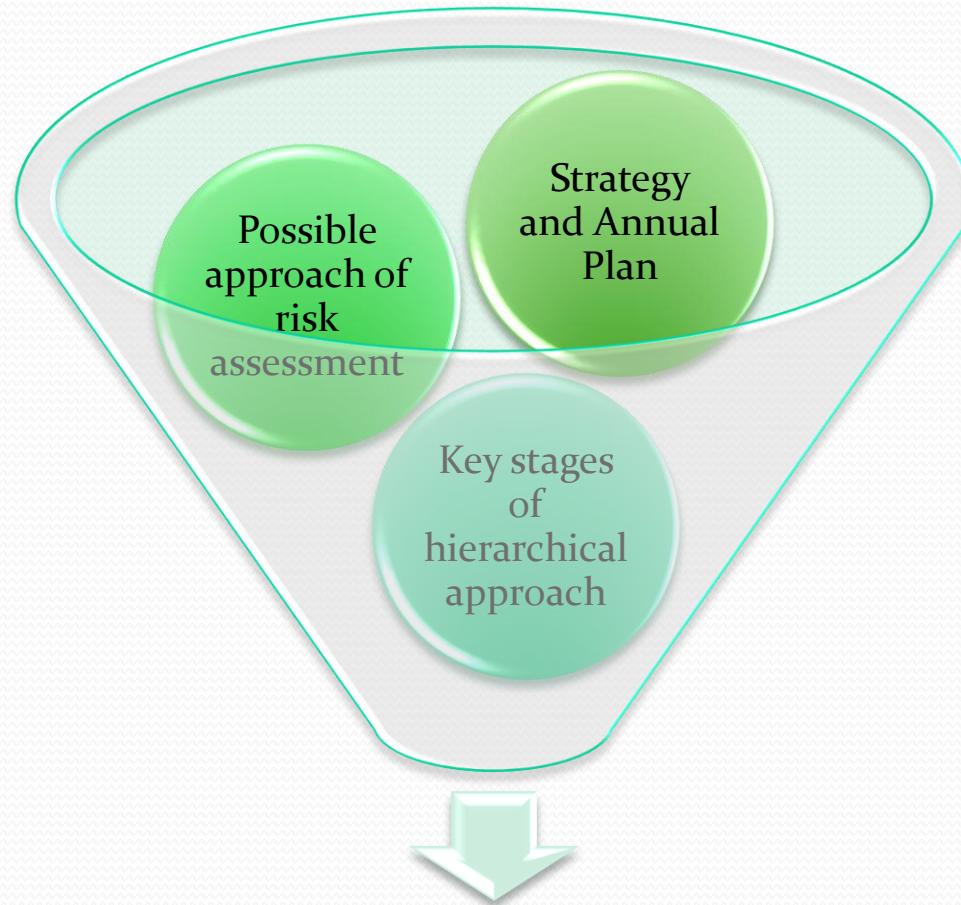 Possible
approach of
risk
assessment
Strategy
and Annual
Plan
Key stages
of
hierarchical
approach